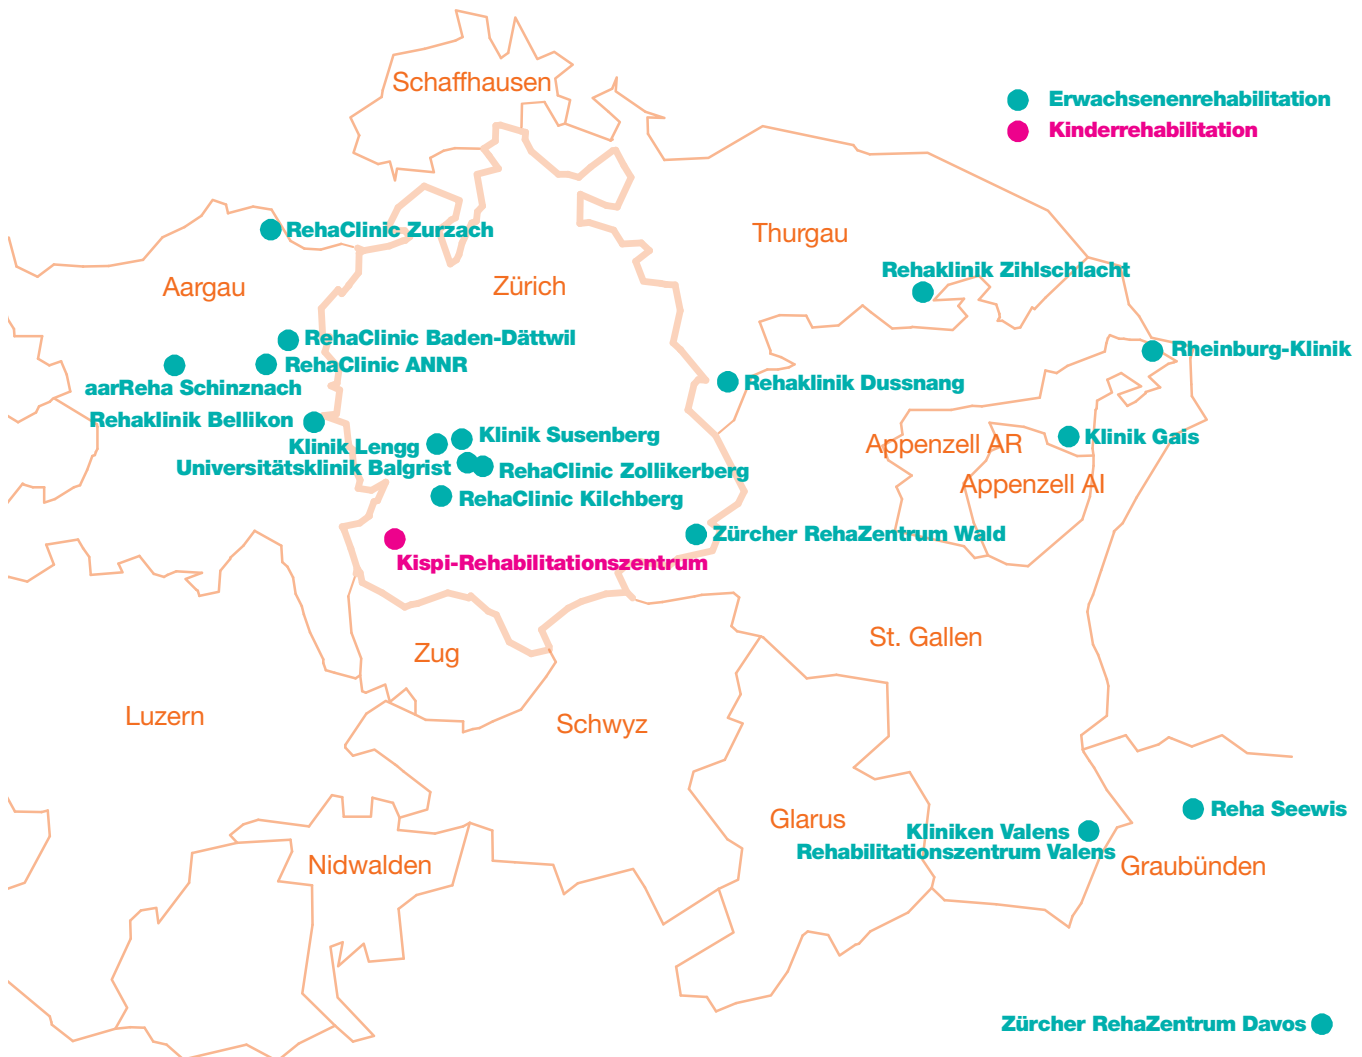 Schaffhausen
Erwachsenenrehabilitation
Kinderrehabilitation
RehaClinic Zurzach
Thurgau
Rehaklinik Zihlschlacht
Aargau
Zürich
RehaClinic Baden-Dättwil
Rheinburg-Klinik
RehaClinic ANNR
aarReha Schinznach
Rehaklinik Dussnang
Rehaklinik Bellikon
Klinik Susenberg
Klinik Lengg
Appenzell AR
Klinik Gais
Universitätsklinik Balgrist
RehaClinic Zollikerberg
Appenzell AI
RehaClinic Kilchberg
Zürcher RehaZentrum Wald
Kispi-Rehabilitationszentrum
St. Gallen
Zug
Luzern
Schwyz
Reha Seewis
Glarus
Kliniken Valens
Rehabilitationszentrum Valens
Nidwalden
Graubünden
Zürcher RehaZentrum Davos